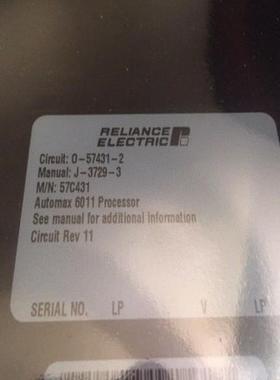 RELIANCE
ELECTRIC
Circuit: 0-57431-2
Manual: J-3729-3
M/N: 57C431
Automax 6011 Processor
See manual for additional information
Circuit Rev 11
SERIAL NO. LP V LP